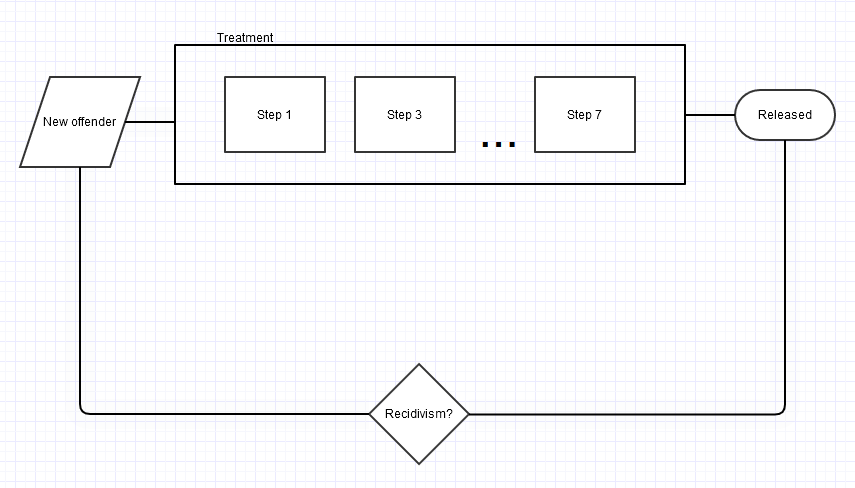 Treatment
New offender
Step 1
Step 3
...
Step 7
Released
Recidivism?